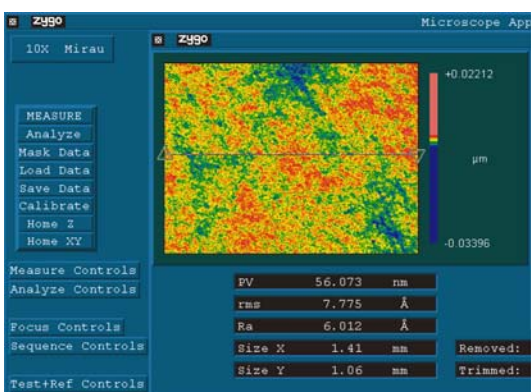 zygo
Microscope App
zygo
10X Mirau
+0.02212
µm
-0.03396
MEASURE
Analyze
Mask Data
Load Data
Save Data
Calibrate
Home Z
Home XY
Measure Controls
Analyze Controls
Focus Controls
Sequence Controls
Test+Ref Controls
PV 56.073 nm
rms 7.775 Å
Ra 6.012 Å
Size X 1.41 mm
Size Y 1.06 mm
Removed:
Trimmed: